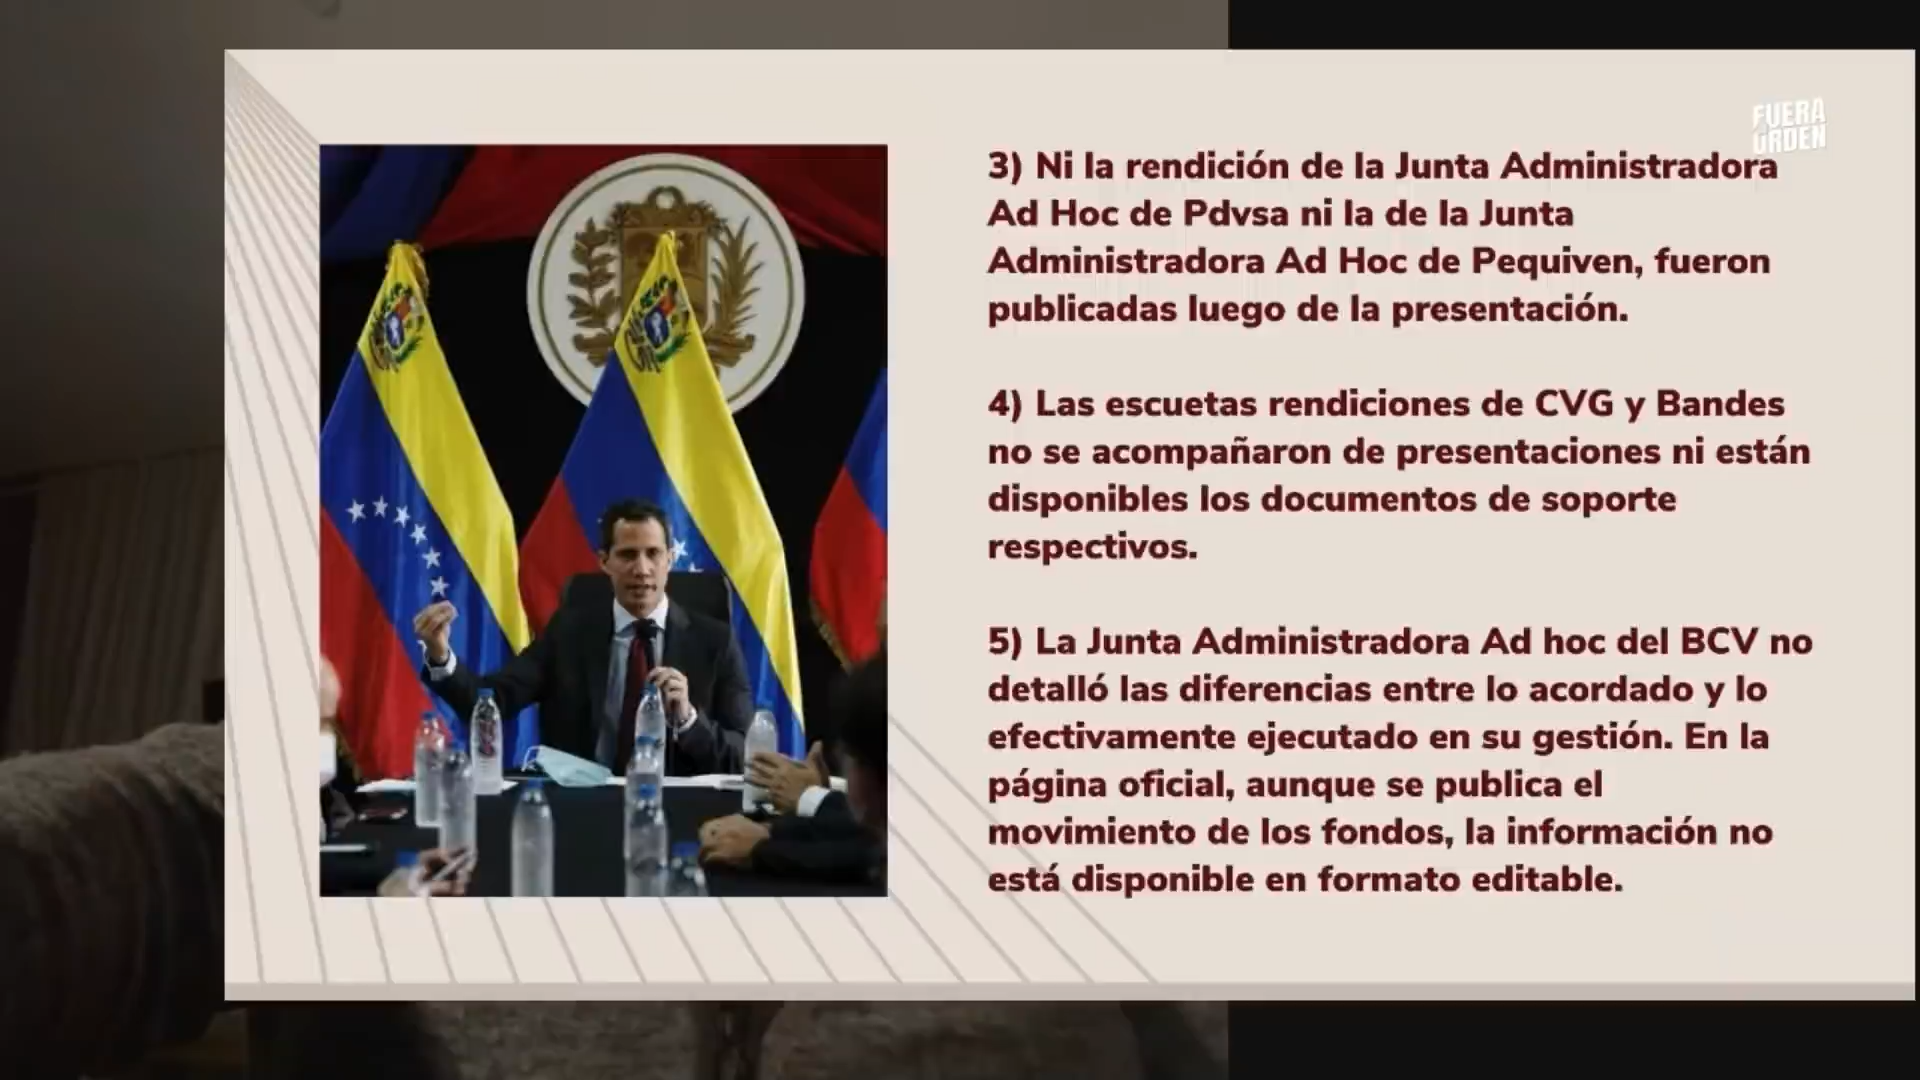 FUERA
ORDEN
3) Ni la rendición de la Junta Administradora
Ad Hoc de Pdvsa ni la de la Junta
Administradora Ad Hoc de Pequiven, fueron
publicadas luego de la presentación.
4) Las escuetas rendiciones de CVG y Bandes
no se acompañaron de presentaciones ni están
disponibles los documentos de soporte
respectivos.
5) La Junta Administradora Ad hoc del BCV no
detalló las diferencias entre lo acordado y lo
efectivamente ejecutado en su gestión. En la
página oficial, aunque se publica el
movimiento de los fondos, la información no
está disponible en formato editable.